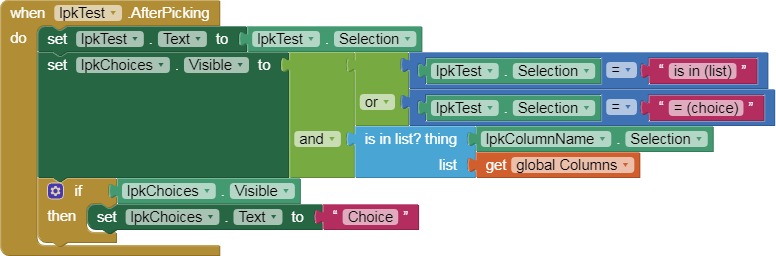 when lpkTest .AfterPicking
do set lpkTest . Text to lpkTest . Selection
set lpkChoices . Visible to
lpkTest . Selection = " is in (list) "
or lpkTest . Selection = " = (choice) "
and is in list? thing lpkColumnName . Selection
list get global Columns
if lpkChoices . Visible
then set lpkChoices . Text to " Choice "